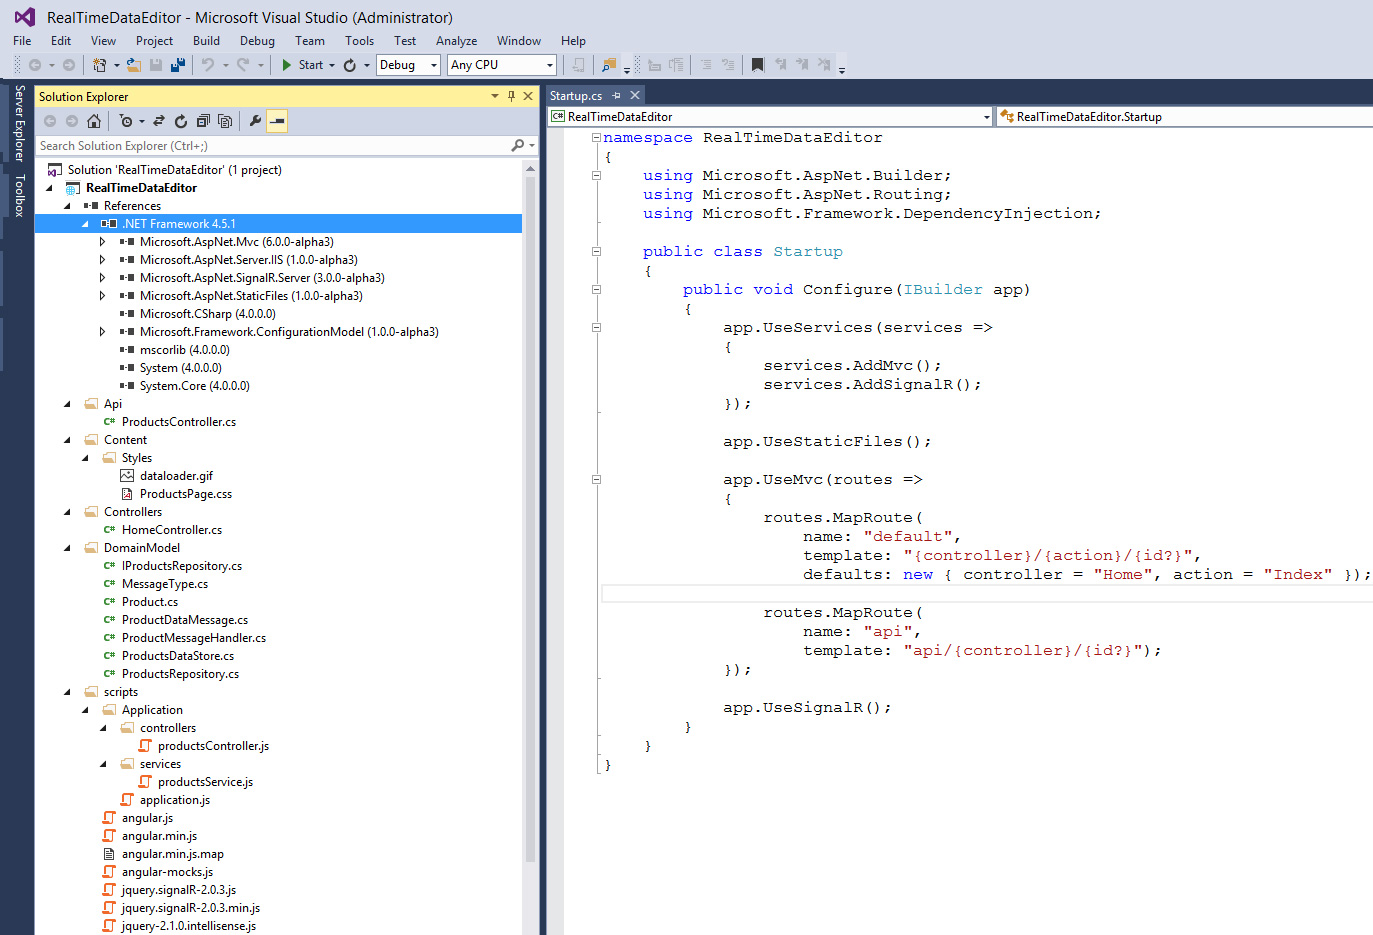 RealTimeDataEditor - Microsoft Visual Studio (Administrator)
File Edit View Project Build Debug Team Tools Test Analyze Window Help
Start Debug Any CPU
Server Explorer
Toolbox
Solution Explorer
Search Solution Explorer (Ctrl+;)
Solution 'RealTimeDataEditor' (1 project)
RealTimeDataEditor
References
.NET Framework 4.5.1
Microsoft.AspNet.Mvc (6.0.0-alpha3)
Microsoft.AspNet.Server.IIS (1.0.0-alpha3)
Microsoft.AspNet.SignalR.Server (3.0.0-alpha3)
Microsoft.AspNet.StaticFiles (1.0.0-alpha3)
Microsoft.CSharp (4.0.0.0)
Microsoft.Framework.ConfigurationModel (1.0.0-alpha3)
mscorlib (4.0.0.0)
System (4.0.0.0)
System.Core (4.0.0.0)
Api
C# ProductsController.cs
Content
Styles
dataloader.gif
ProductsPage.css
Controllers
C# HomeController.cs
DomainModel
C# IProductsRepository.cs
C# MessageType.cs
C# Product.cs
C# ProductDataMessage.cs
C# ProductMessageHandler.cs
C# ProductsDataStore.cs
C# ProductsRepository.cs
scripts
Application
controllers
productsController.js
services
productsService.js
application.js
angular.js
angular.min.js
angular.min.js.map
angular-mocks.js
jquery.signalR-2.0.3.js
jquery.signalR-2.0.3.min.js
jquery-2.1.0.intellisense.js
Startup.cs
C# RealTimeDataEditor
RealTimeDataEditor.Startup
namespace RealTimeDataEditor
{
using Microsoft.AspNet.Builder;
using Microsoft.AspNet.Routing;
using Microsoft.Framework.DependencyInjection;
public class Startup
{
public void Configure(IBuilder app)
{
app.UseServices(services =>
{
services.AddMvc();
services.AddSignalR();
});
app.UseStaticFiles();
app.UseMvc(routes =>
{
routes.MapRoute(
name: "default",
template: "{controller}/{action}/{id?}",
defaults: new { controller = "Home", action = "Index" });
routes.MapRoute(
name: "api",
template: "api/{controller}/{id?}");
});
app.UseSignalR();
}
}
}